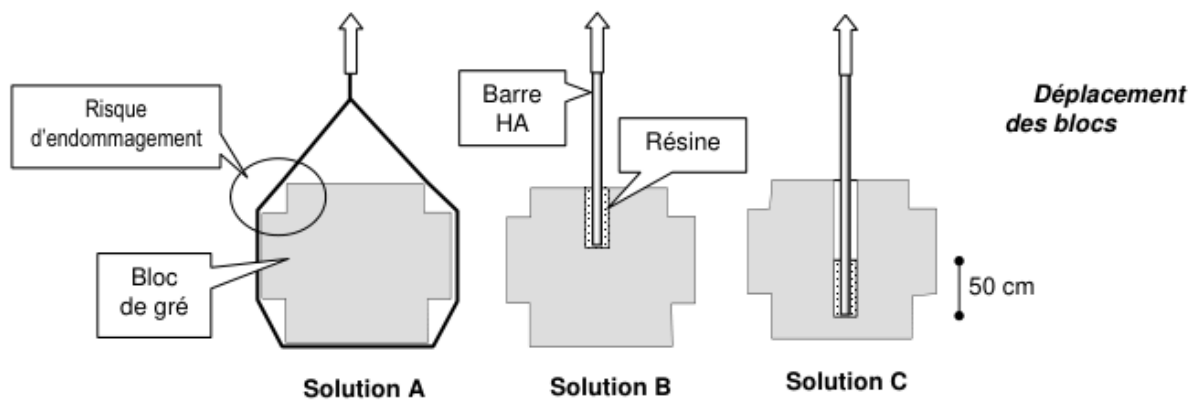 Risque
d'endommagement
Bloc
de gré
Solution A
Barre
HA
Résine
Solution B
Solution C
50 cm
Déplacement
des blocs